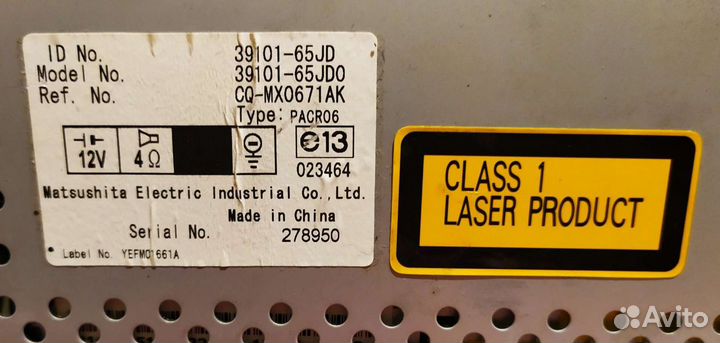 ID No. 39101-65JD
Model No. 39101-65JD0
Ref. No. CQ-MX0671AK
Type: PACR06
12V 4Ω e13
023464
Matsushita Electric Industrial Co., Ltd.
Made in China
Serial No. 278950
Label No. YEFM01661A
CLASS 1
LASER PRODUCT
Avito